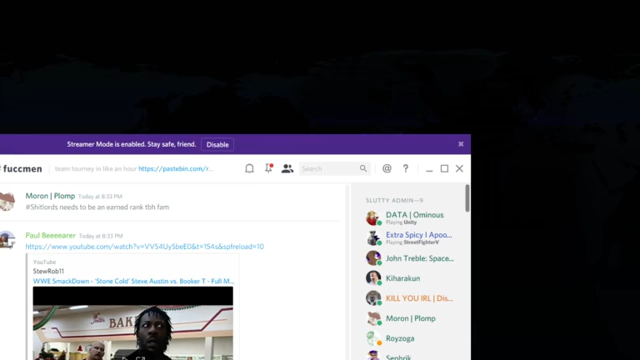 Streamer Mode is enabled. Stay safe, friend. Disable
fuccmen team tourney in like an hour https://pastebin.com/r... Search @ ?
Moron | Plomp Today at 8:33 PM
#Shitlords needs to be an earned rank tbh fam
Paul Beeeearer Today at 8:33 PM
https://www.youtube.com/watch?v=VVS4Uy5beE0&t=154s&spfreload=10
YouTube
StewRob11
WWE SmackDown - 'Stone Cold' Steve Austin vs. Booker T - Full M...
BAK
SLUTTY ADMIN—9
DATA | Ominous
Playing Unity
Extra Spicy | Apoo...
Playing StreetFighterV
John Treble: Space...
Kiharakun
KILL YOU IRL | Dis...
Moron | Plomp
Royzoga
Sephrik